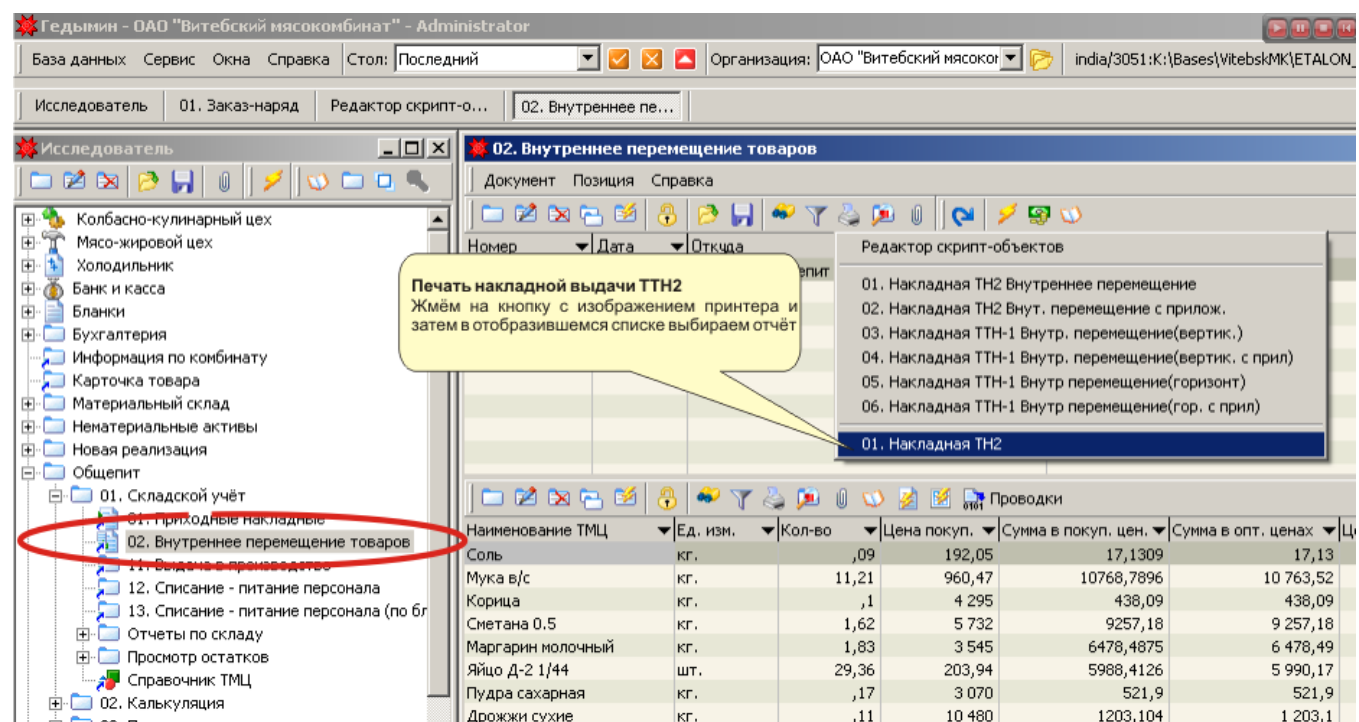 Гедымин - ОАО "Витебский мясокомбинат" - Administrator
База данных Сервис Окна Справка Стол: Последний Организация: ОАО "Витебский мясоко india/3051:K:\Bases\VitebskMK\ETALON_
Исследователь 01. Заказ-наряд Редактор скрипт-о... 02. Внутреннее пе...
Исследователь
Колбасно-кулинарный цех
Мясо-жировой цех
Холодильник
Банк и касса
Бланки
Бухгалтерия
Информация по комбинату
Карточка товара
Материальный склад
Нематериальные активы
Новая реализация
Общепит
01. Складской учёт
01. Приходные накладные
02. Внутреннее перемещение товаров
11. Выдача в производство
12. Списание - питание персонала
13. Списание - питание персонала (по бл
Отчеты по складу
Просмотр остатков
Справочник ТМЦ
02. Калькуляция
02. Внутреннее перемещение товаров
Документ Позиция Справка
Номер Дата Откуда
епит
Печать накладной выдачи ТТН2
Жмём на кнопку с изображением принтера и
затем в отобразившемся списке выбираем отчёт
Редактор скрипт-объектов
01. Накладная ТН2 Внутреннее перемещение
02. Накладная ТН2 Внут. перемещение с прилож.
03. Накладная ТТН-1 Внутр. перемещение(вертик.)
04. Накладная ТТН-1 Внутр. перемещение(вертик. с прил)
05. Накладная ТТН-1 Внутр перемещение(горизонт)
06. Накладная ТТН-1 Внутр перемещение(гор. с прил)
01. Накладная ТН2
Проводки
Наименование ТМЦ Ед. изм. Кол-во Цена покуп. Сумма в покуп. цен. Сумма в опт. ценах Ц
Соль кг. ,09 192,05 17,1309 17,13
Мука в/с кг. 11,21 960,47 10768,7896 10 763,52
Корица кг. ,1 4 295 438,09 438,09
Сметана 0.5 кг. 1,62 5 732 9257,18 9 257,18
Маргарин молочный кг. 1,83 3 545 6478,4875 6 478,49
Яйцо Д-2 1/44 шт. 29,36 203,94 5988,4126 5 990,17
Пудра сахарная кг. ,17 3 070 521,9 521,9
Дрожжи сухие кг. ,11 10 480 1203,104 1 203,1